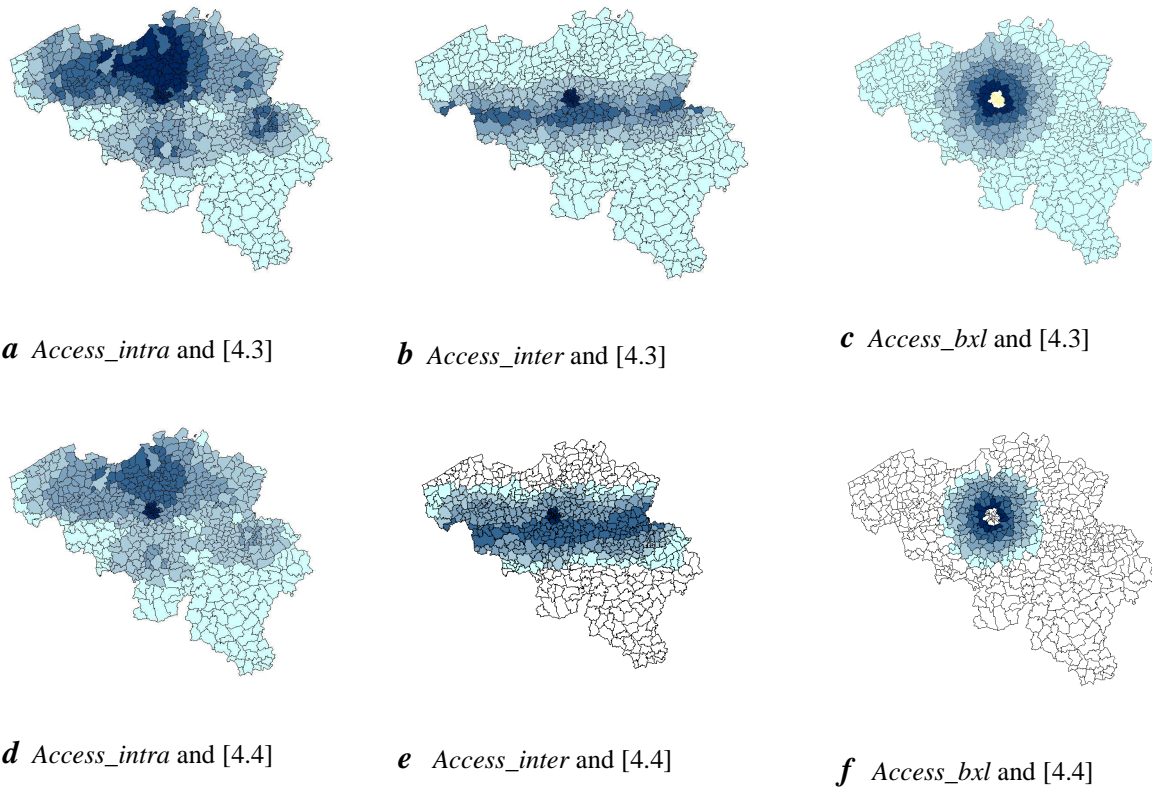 a Access_intra and [4.3]
b Access_inter and [4.3]
c Access_bxl and [4.3]
d Access_intra and [4.4]
e Access_inter and [4.4]
f Access_bxl and [4.4]